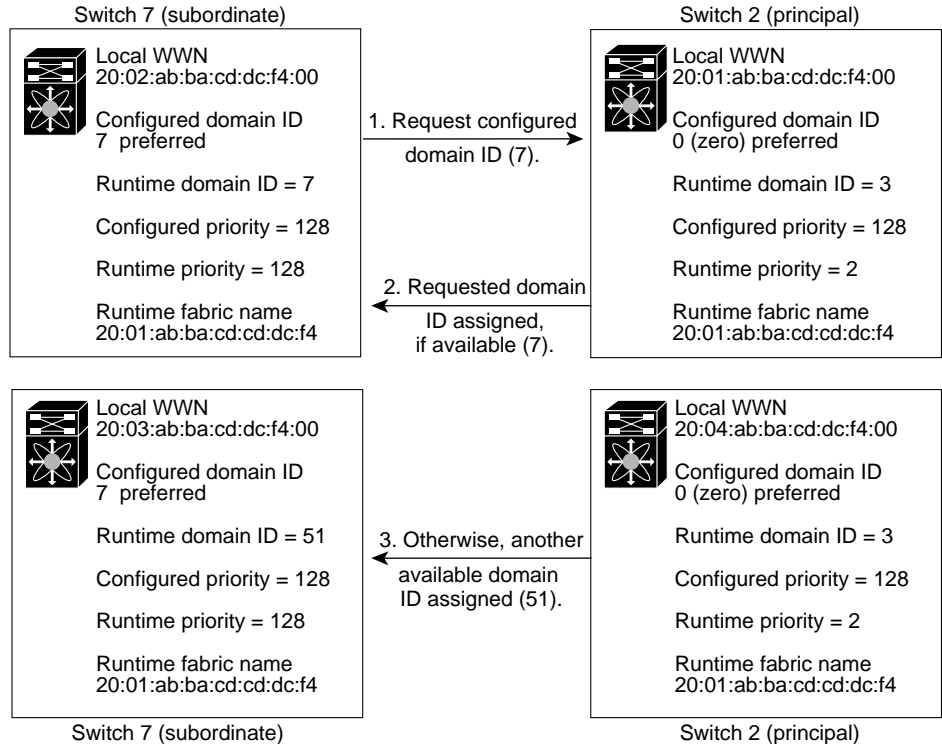 Switch 7 (subordinate)
Local WWN
20:02:ab:ba:cd:dc:f4:00
Configured domain ID
7 preferred
Runtime domain ID = 7
Configured priority = 128
Runtime priority = 128
Runtime fabric name
20:01:ab:ba:cd:cd:dc:f4
1. Request configured
domain ID (7).
2. Requested domain
ID assigned,
if available (7).
Switch 2 (principal)
Local WWN
20:01:ab:ba:cd:dc:f4:00
Configured domain ID
0 (zero) preferred
Runtime domain ID = 3
Configured priority = 128
Runtime priority = 2
Runtime fabric name
20:01:ab:ba:cd:cd:dc:f4
Local WWN
20:03:ab:ba:cd:dc:f4:00
Configured domain ID
7 preferred
Runtime domain ID = 51
Configured priority = 128
Runtime priority = 128
Runtime fabric name
20:01:ab:ba:cd:cd:dc:f4
Switch 7 (subordinate)
3. Otherwise, another
available domain
ID assigned (51).
Local WWN
20:04:ab:ba:cd:dc:f4:00
Configured domain ID
0 (zero) preferred
Runtime domain ID = 3
Configured priority = 128
Runtime priority = 2
Runtime fabric name
20:01:ab:ba:cd:cd:dc:f4
Switch 2 (principal)